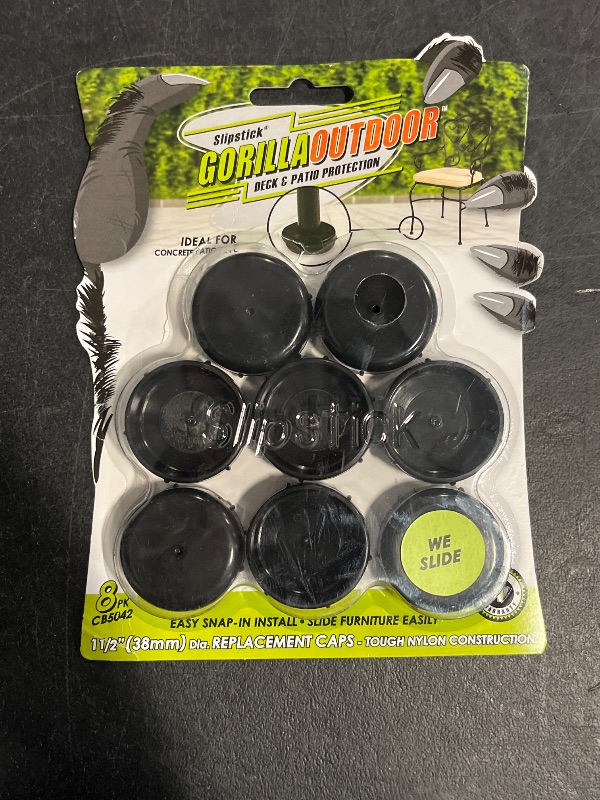 Slipstick®
GORILLAOUTDOOR™
DECK & PATIO PROTECTION
IDEAL FOR
CONCRETE
Slipstick
WE
SLIDE
8PK
CB5042
EASY SNAP-IN INSTALL • SLIDE FURNITURE EASILY
1 1/2" (38mm) Dia. REPLACEMENT CAPS - TOUGH NYLON CONSTRUCTION